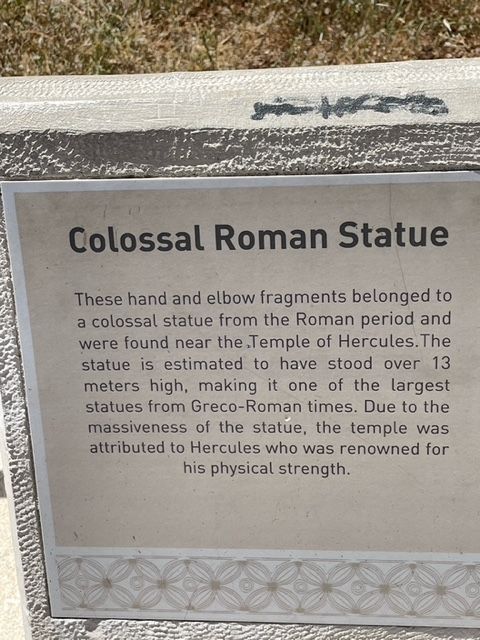 Colossal Roman Statue
These hand and elbow fragments belonged to
a colossal statue from the Roman period and
were found near the Temple of Hercules.The
statue is estimated to have stood over 13
meters high, making it one of the largest
statues from Greco-Roman times. Due to the
massiveness of the statue, the temple was
attributed to Hercules who was renowned for
his physical strength.